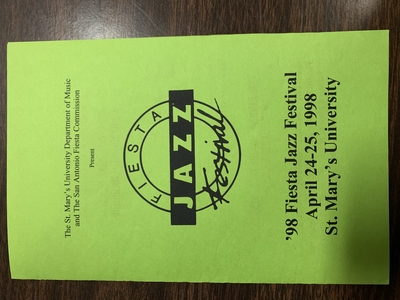 The St. Mary's University Department of Music
and The San Antonio Fiesta Commission
Present
FIESTA
JAZZ
Festival
'98 Fiesta Jazz Festival
April 24-25, 1998
St. Mary's University